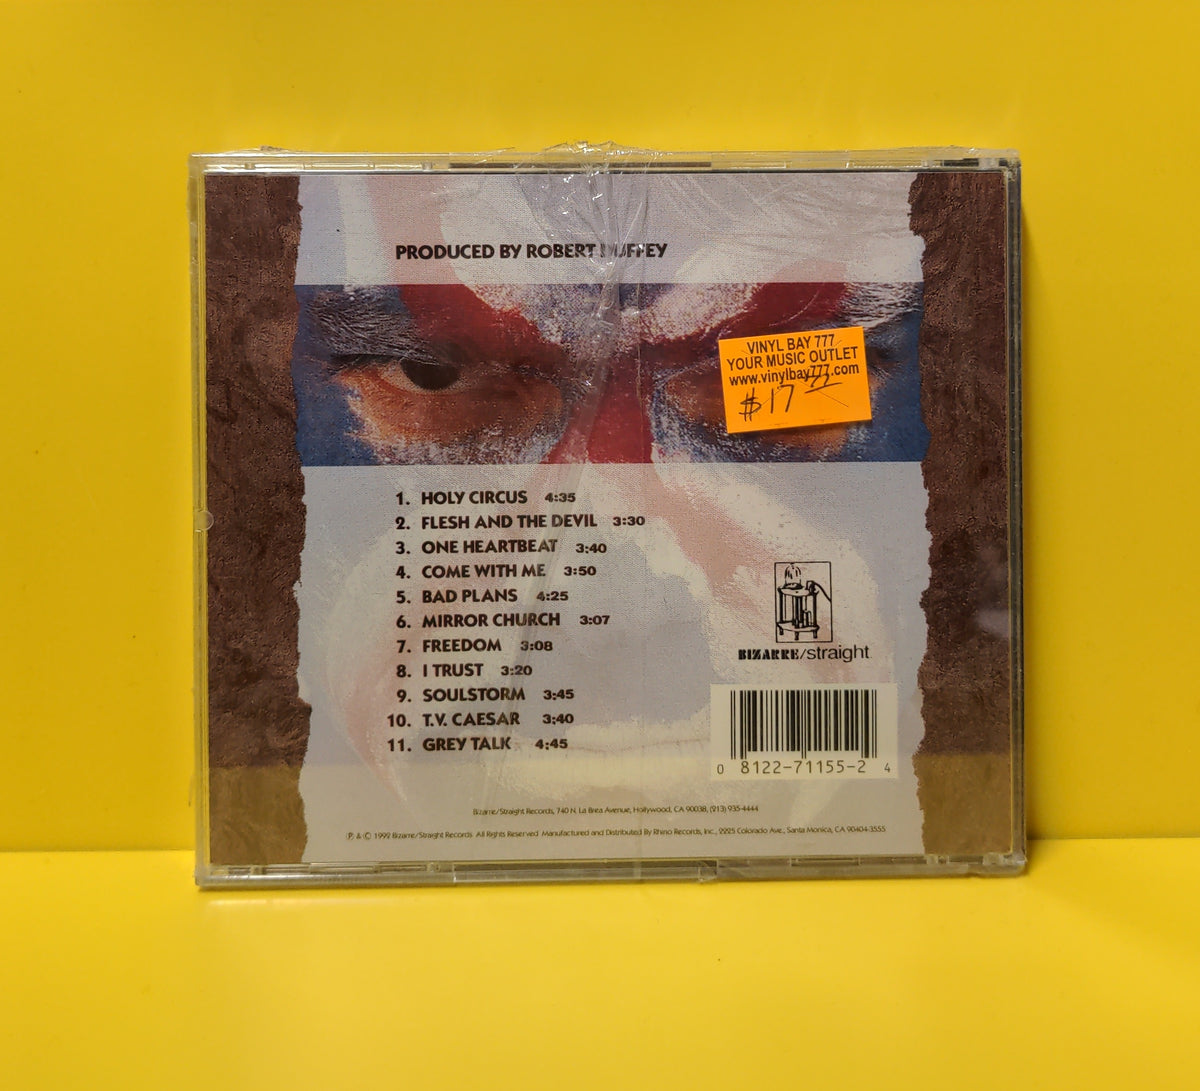 PRODUCED BY ROBERT DUFFEY
VINYL BAY 777
YOUR MUSIC OUTLET
www.vinylbay777.com
$17
1. HOLY CIRCUS 4:35
2. FLESH AND THE DEVIL 3:30
3. ONE HEARTBEAT 3:40
4. COME WITH ME 3:50
5. BAD PLANS 4:25
6. MIRROR CHURCH 3:07
7. FREEDOM 3:08
8. I TRUST 3:20
9. SOULSTORM 3:45
10. T.V. CAESAR 3:40
11. GREY TALK 4:45
BIZARRE/straight
0 8122-71155-2 4
Bizarre/Straight Records, 740 N. La Brea Avenue, Hollywood, CA 90038, (213) 935-4444
℗ & © 1992 Bizarre/Straight Records All Rights Reserved Manufactured and Distributed By Rhino Records, Inc., 2225 Colorado Ave., Santa Monica, CA 90404-3555